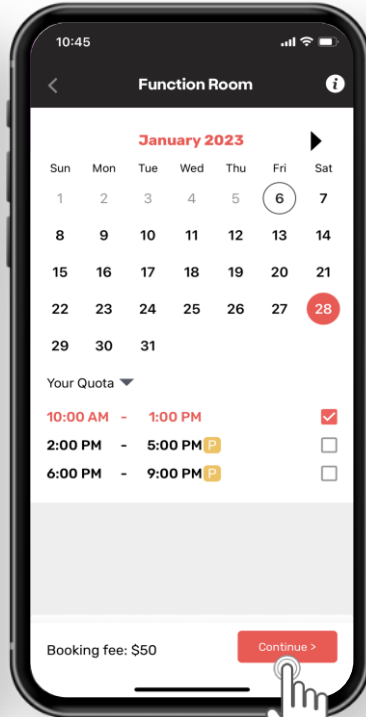 10:45
Function Room i
January 2023
Sun Mon Tue Wed Thu Fri Sat
1 2 3 4 5 6 7
8 9 10 11 12 13 14
15 16 17 18 19 20 21
22 23 24 25 26 27 28
29 30 31
Your Quota
10:00 AM - 1:00 PM
2:00 PM - 5:00 PM P
6:00 PM - 9:00 PM P
Booking fee: $50 Continue >